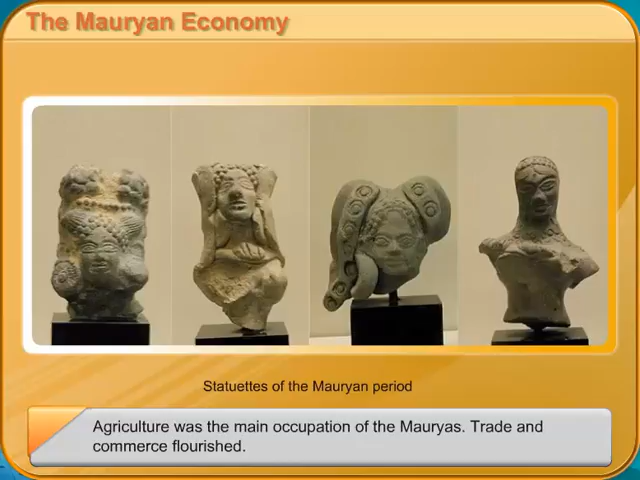 The Mauryan Economy
Statuettes of the Mauryan period
Agriculture was the main occupation of the Mauryas. Trade and
commerce flourished.